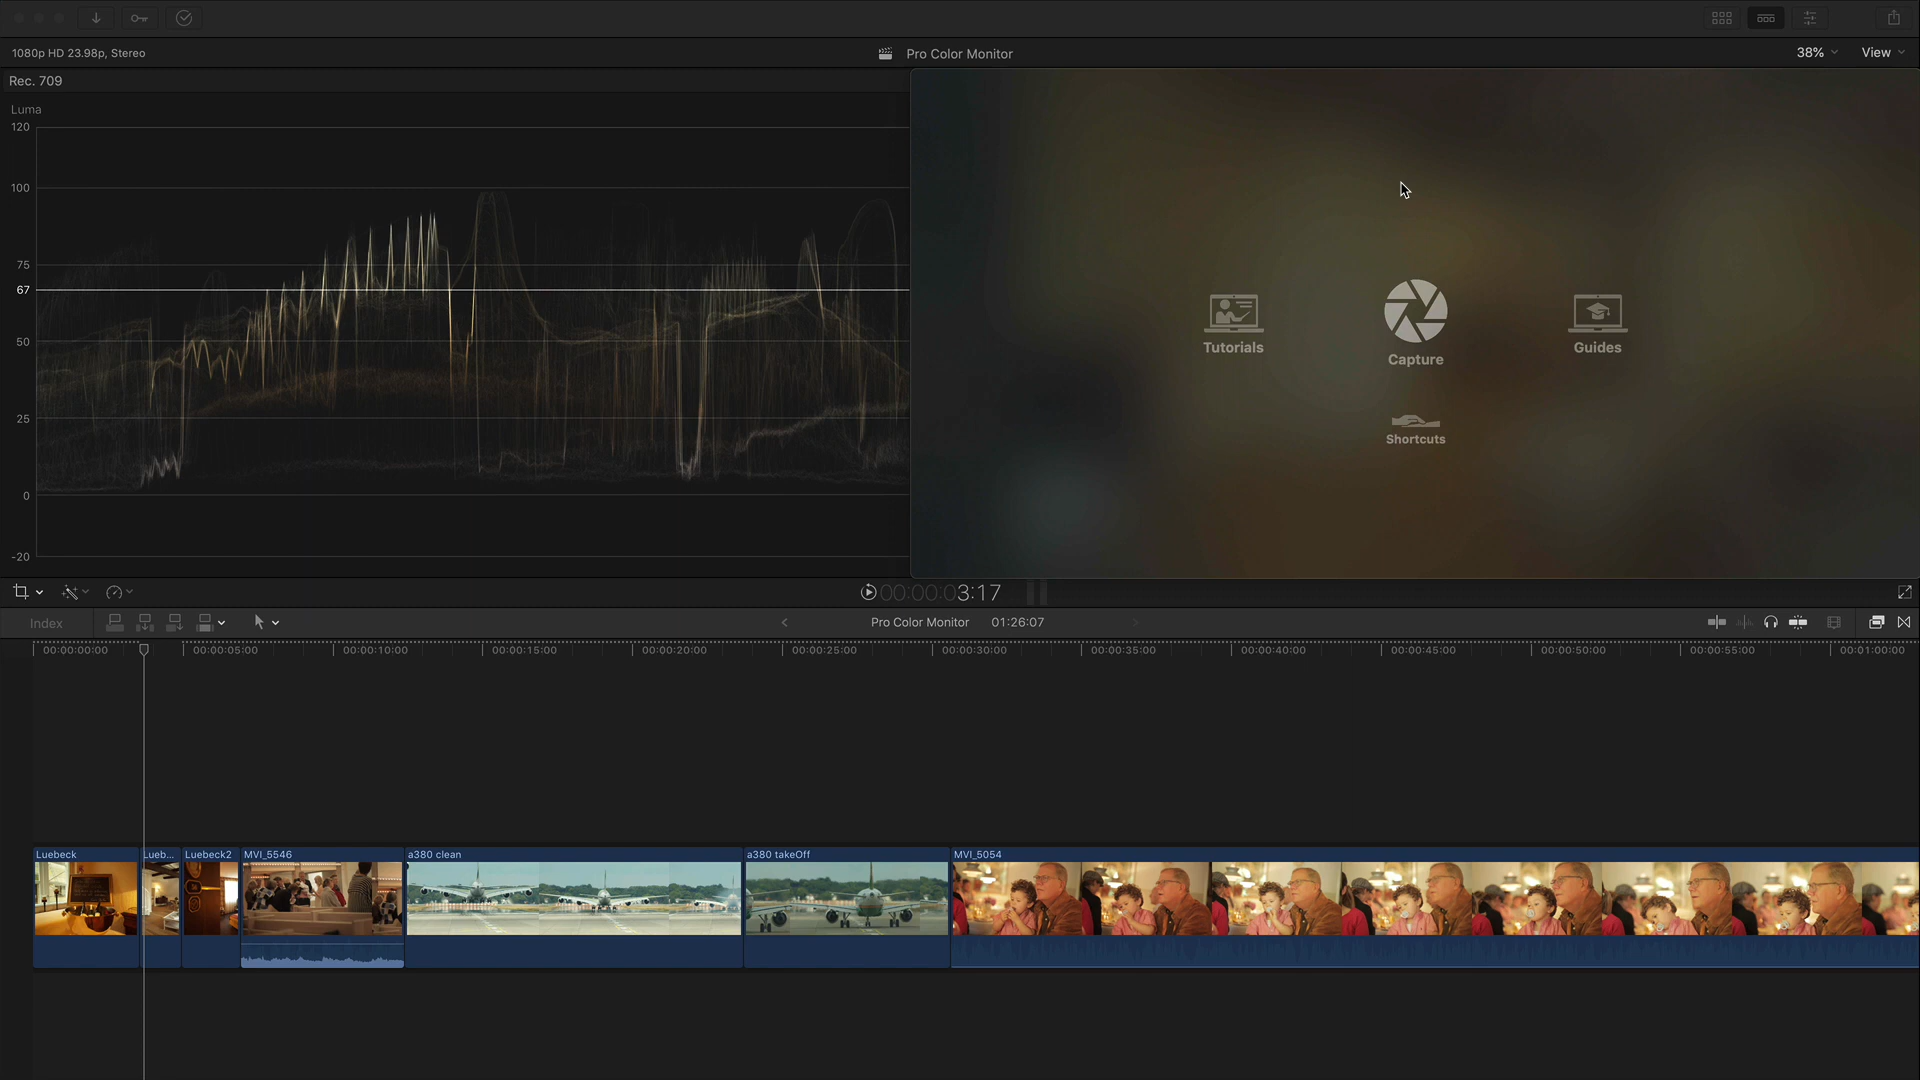 1080p HD 23.98p, Stereo
Pro Color Monitor
38%
View
Rec. 709
Luma
120
100
75
67
50
25
0
-20
Tutorials
Capture
Guides
Shortcuts
00:00:03:17
Index
Pro Color Monitor
01:26:07
00:00:00:00
00:00:05:00
00:00:10:00
00:00:15:00
00:00:20:00
00:00:25:00
00:00:30:00
00:00:35:00
00:00:40:00
00:00:45:00
00:00:50:00
00:00:55:00
00:01:00:00
Luebeck
Lueb...
Luebeck2
MVI_5546
a380 clean
a380 takeOff
MVI_5054